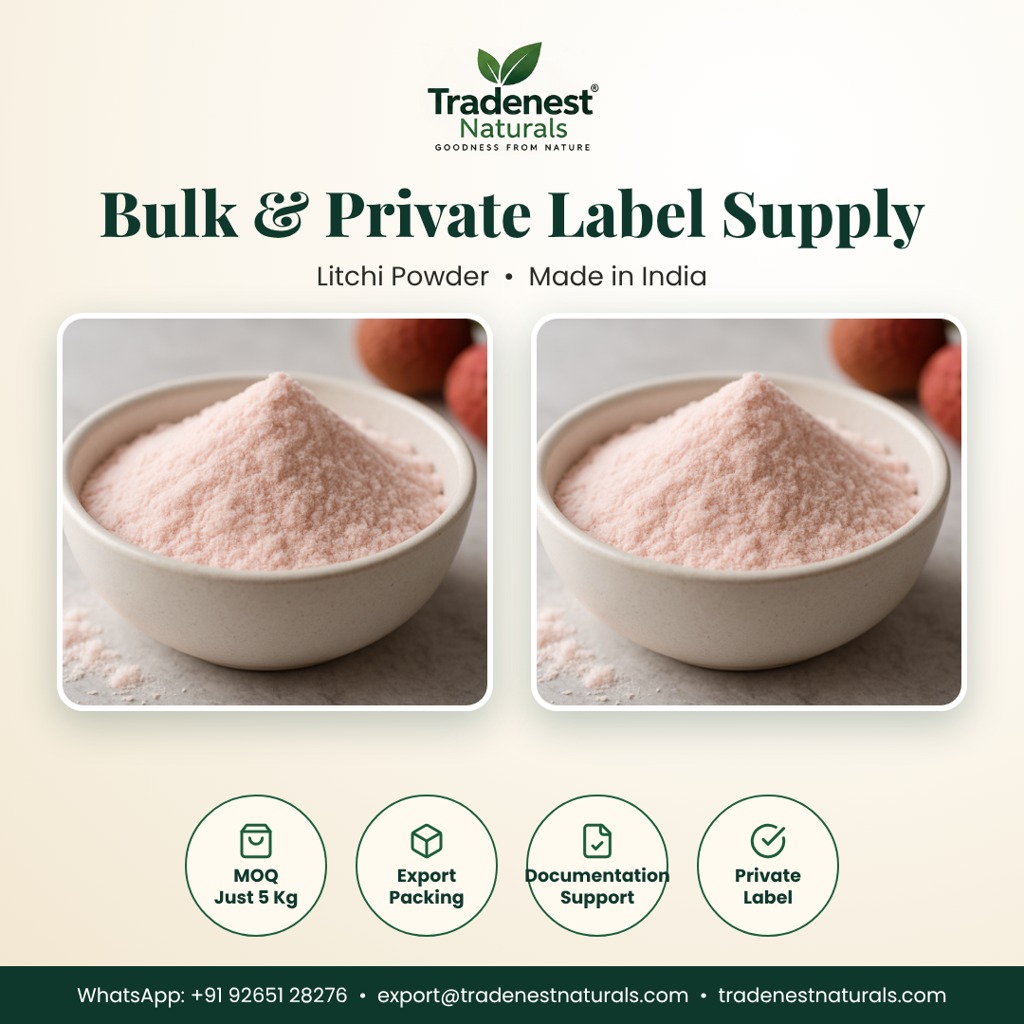 Tradenest®
Naturals
GOODNESS FROM NATURE
Bulk & Private Label Supply
Litchi Powder • Made in India
MOQ
Just 5 Kg
Export
Packing
Documentation
Support
Private
Label
WhatsApp: +91 92651 28276 • export@tradenestnaturals.com • tradenestnaturals.com